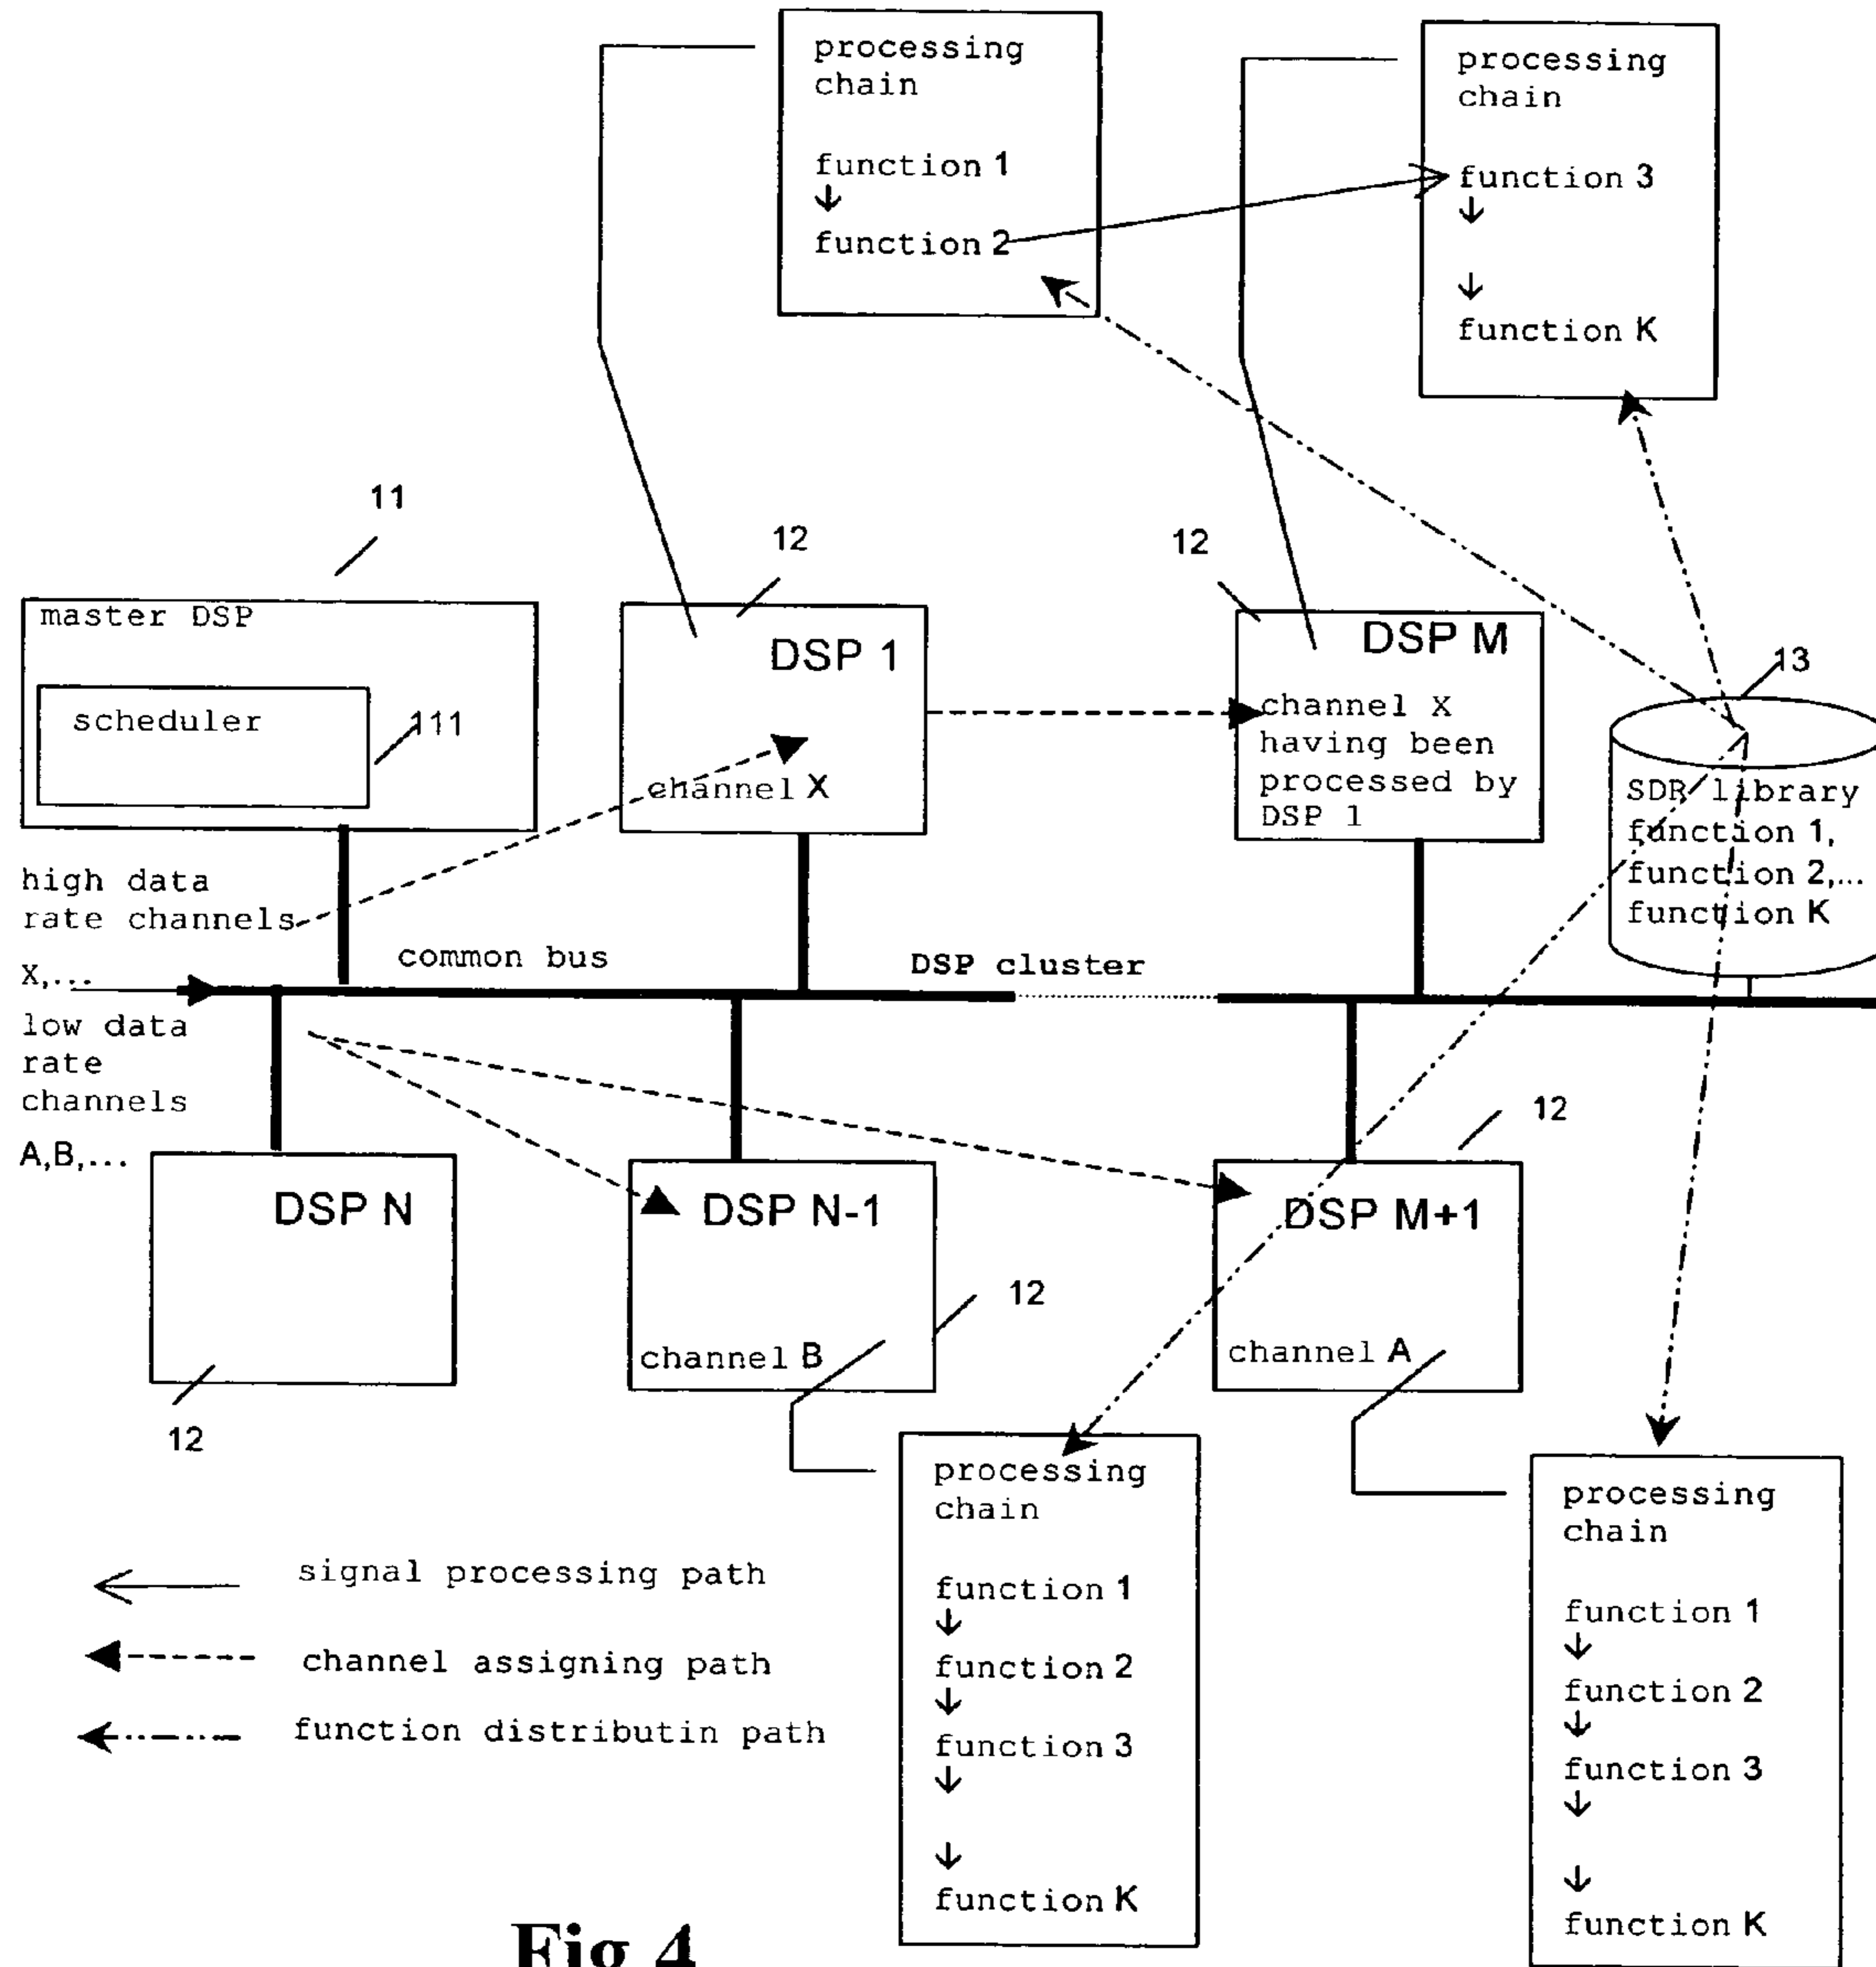 processing
chain
function 1
↓
function 2
processing
chain
function 3
↓
↓
function K
11
12
12
master DSP
scheduler
111
DSP 1
channel X
DSP M
channel X
having been
processed by
DSP 1
13
SDR library
function 1,
function 2,...
function K
high data
rate channels
X,...
common bus
DSP cluster
low data
rate
channels
A,B,...
DSP N
12
DSP N-1
channel B
12
DSP M+1
channel A
12
processing
chain
function 1
↓
function 2
↓
function 3
↓
↓
function K
processing
chain
function 1
↓
function 2
↓
function 3
↓
↓
function K
signal processing path
channel assigning path
function distributin path
Fig 4